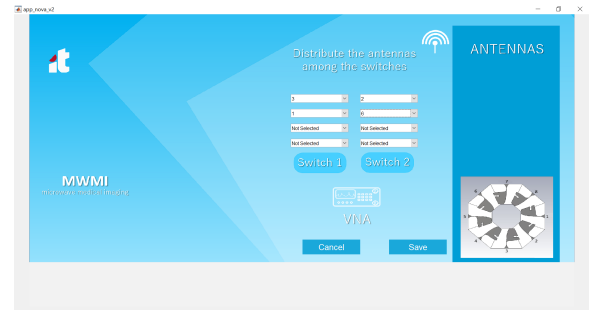 app_nova_v2
it
Distribute the antennas
among the switches
ANTENNAS
3 2
1 6
Not Selected Not Selected
Not Selected Not Selected
Switch 1 Switch 2
MWMI
VNA
Cancel Save